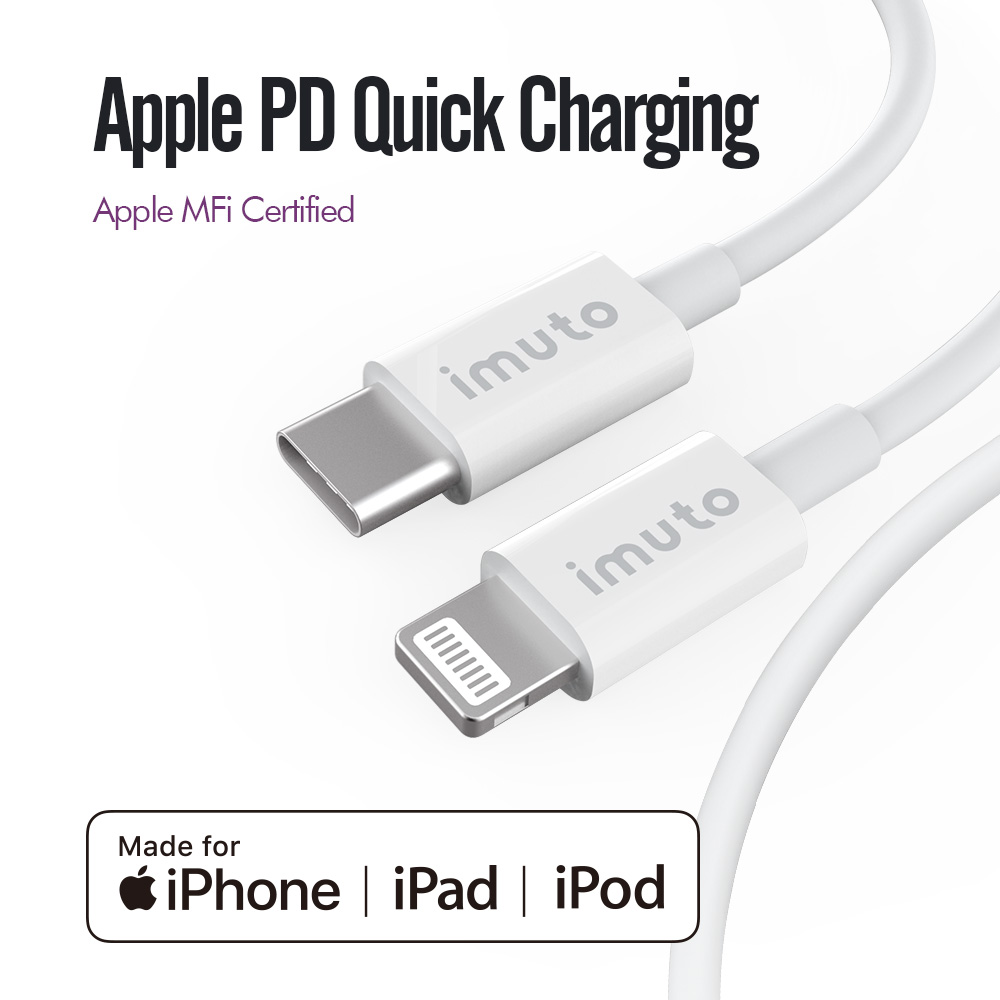 Apple PD Quick Charging
Apple MFi Certified
imuto
imuto
Made for
iPhone | iPad | iPod